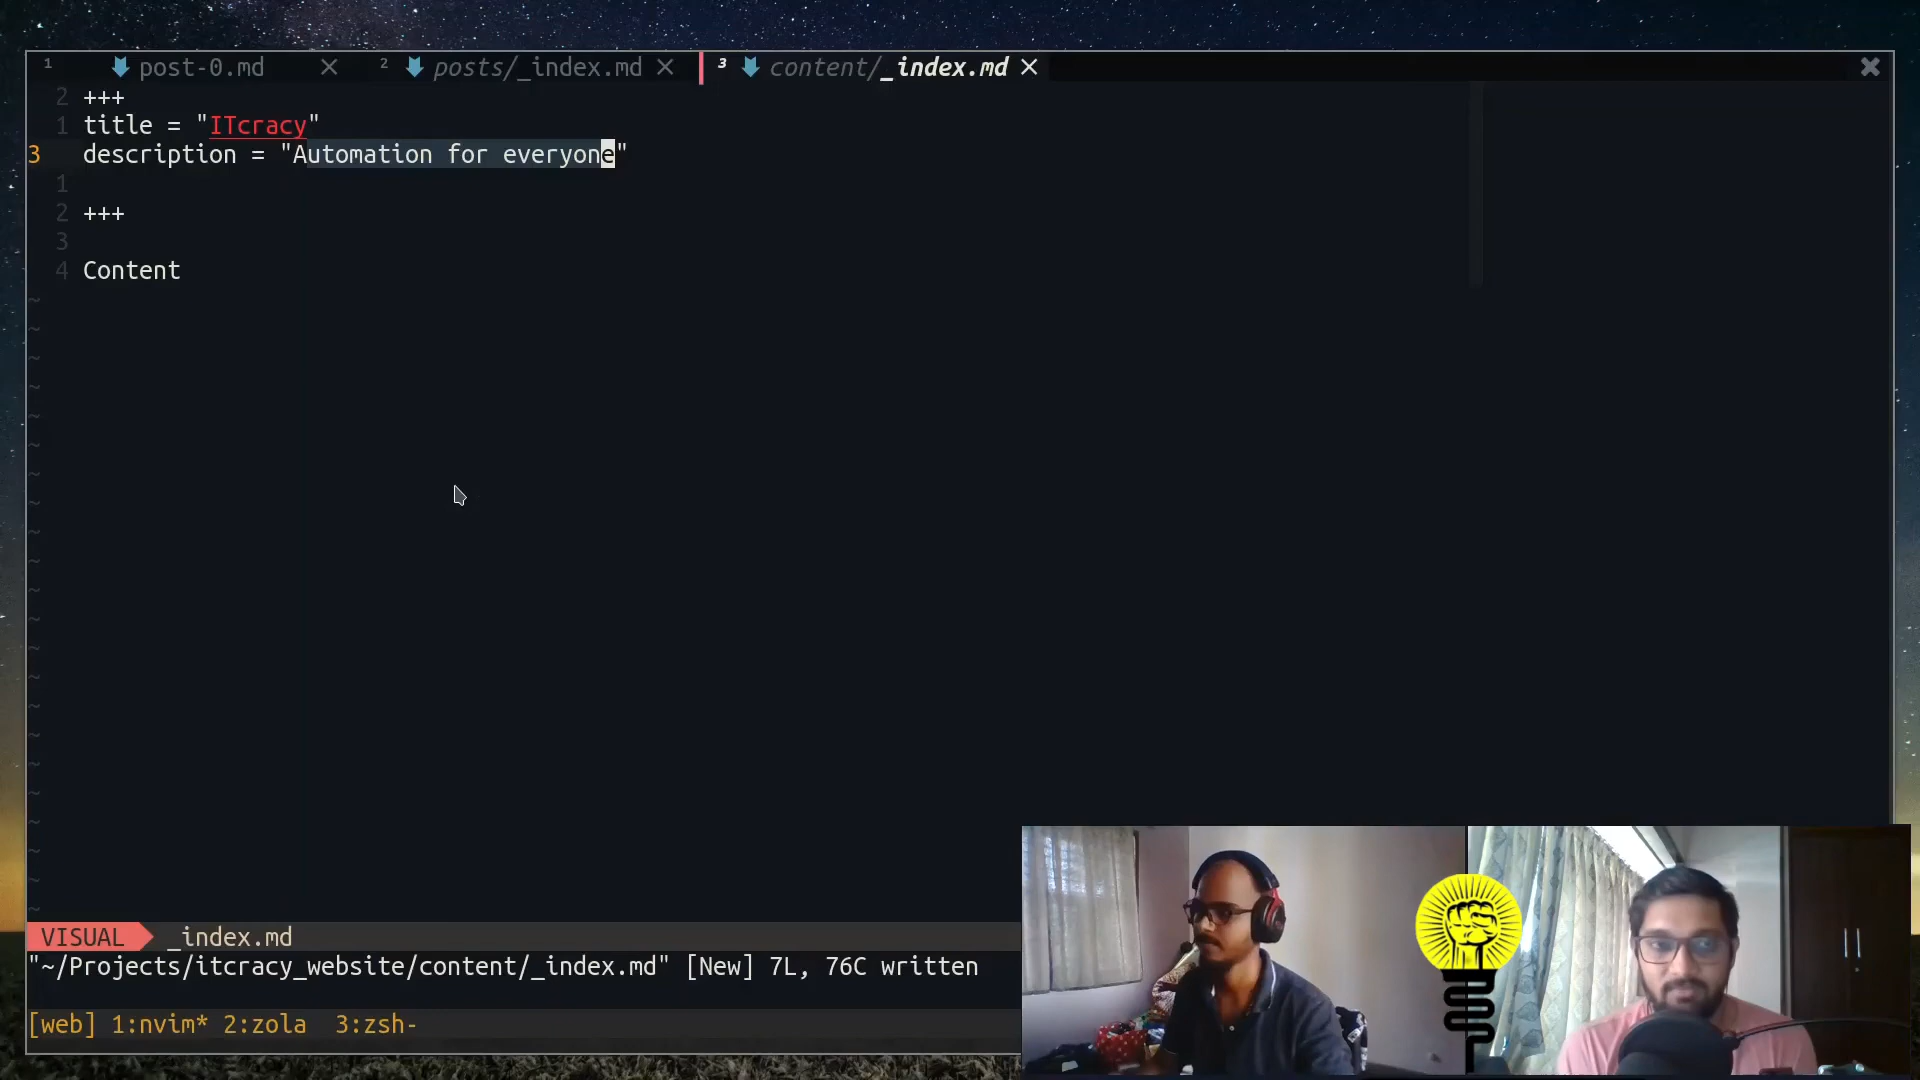 1 post-0.md × 2 posts/_index.md × 3 content/_index.md ×
2 +++
1 title = "ITcracy"
3 description = "Automation for everyone"
1
2 +++
3
4 Content
VISUAL _index.md
"~/Projects/itcracy_website/content/_index.md" [New] 7L, 76C written
[web] 1:nvim* 2:zola 3:zsh-